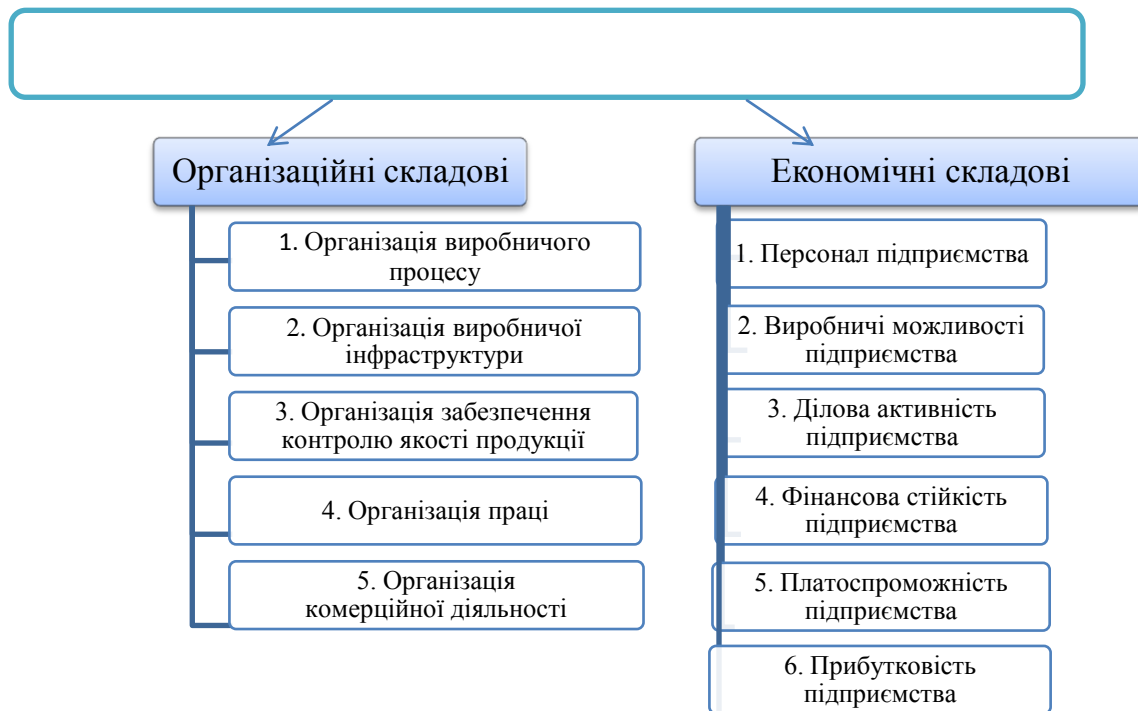 Організаційні складові
1. Організація виробничого
процесу
2. Організація виробничої
інфраструктури
3. Організація забезпечення
контролю якості продукції
4. Організація праці
5. Організація
комерційної діяльності
Економічні складові
1. Персонал підприємства
2. Виробничі можливості
підприємства
3. Ділова активність
підприємства
4. Фінансова стійкість
підприємства
5. Платоспроможність
підприємства
6. Прибутковість
підприємства